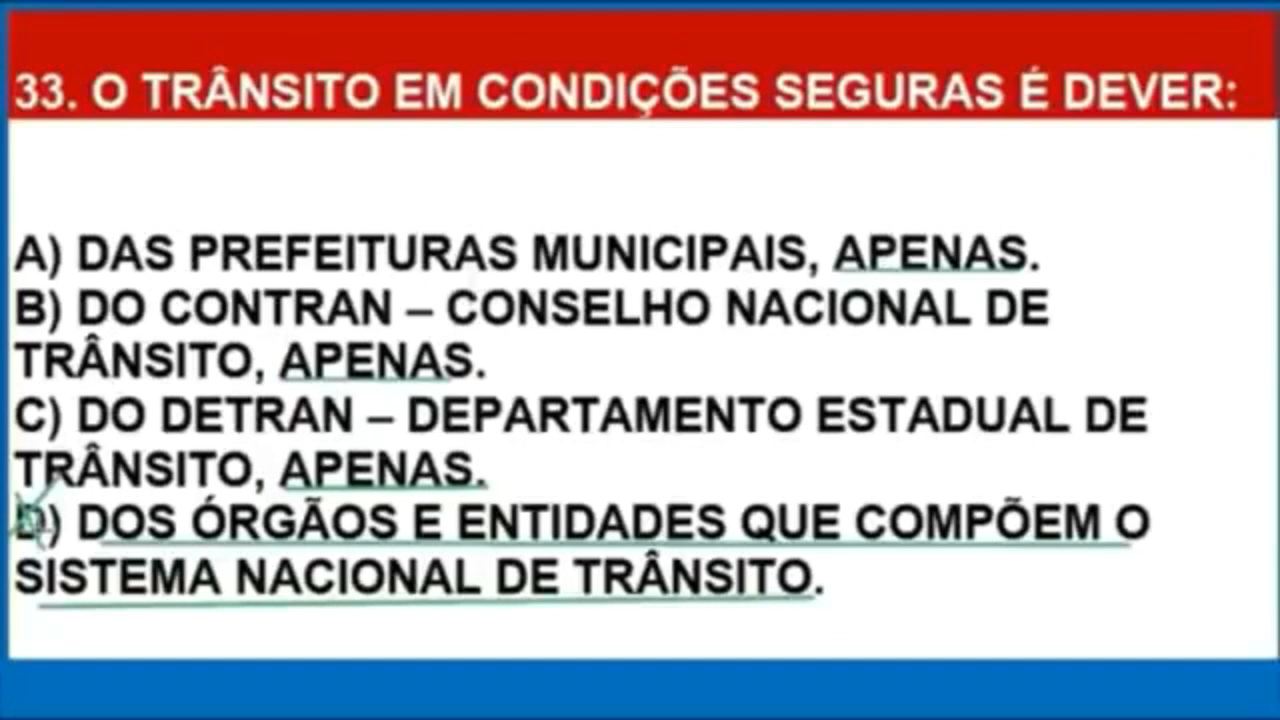 33. O TRÂNSITO EM CONDIÇÕES SEGURAS É DEVER:
A) DAS PREFEITURAS MUNICIPAIS, APENAS.
B) DO CONTRAN – CONSELHO NACIONAL DE
TRÂNSITO, APENAS.
C) DO DETRAN – DEPARTAMENTO ESTADUAL DE
TRÂNSITO, APENAS.
D) DOS ÓRGÃOS E ENTIDADES QUE COMPÕEM O
SISTEMA NACIONAL DE TRÂNSITO.